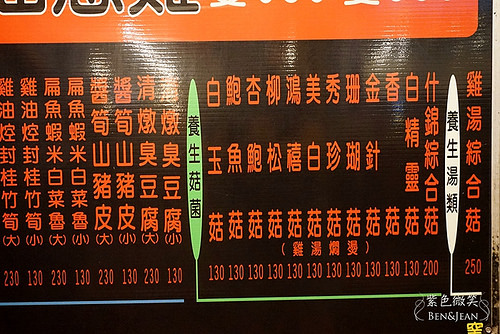 養生湯類
雞湯綜合菇 250
養生菇菌
什錦綜合菇 200
白精靈菇 130
香菇 130
金針菇 130
珊瑚菇 130
秀珍菇 130
美白菇 130
鴻禧菇 130
柳松菇 130
杏鮑菇 130
鮑魚菇 130
白玉菇 130
(雞湯燜燙)
清燉臭豆腐(小) 130
清燉臭豆腐(大) 230
醬筍山豬皮(小) 130
醬筍山豬皮(大) 230
扁魚蝦米白菜魯(小) 130
扁魚蝦米白菜魯(大) 230
雞油焢封桂竹筍(小) 130
雞油焢封桂竹筍(大) 230
紫色微笑
BEN&JEAN